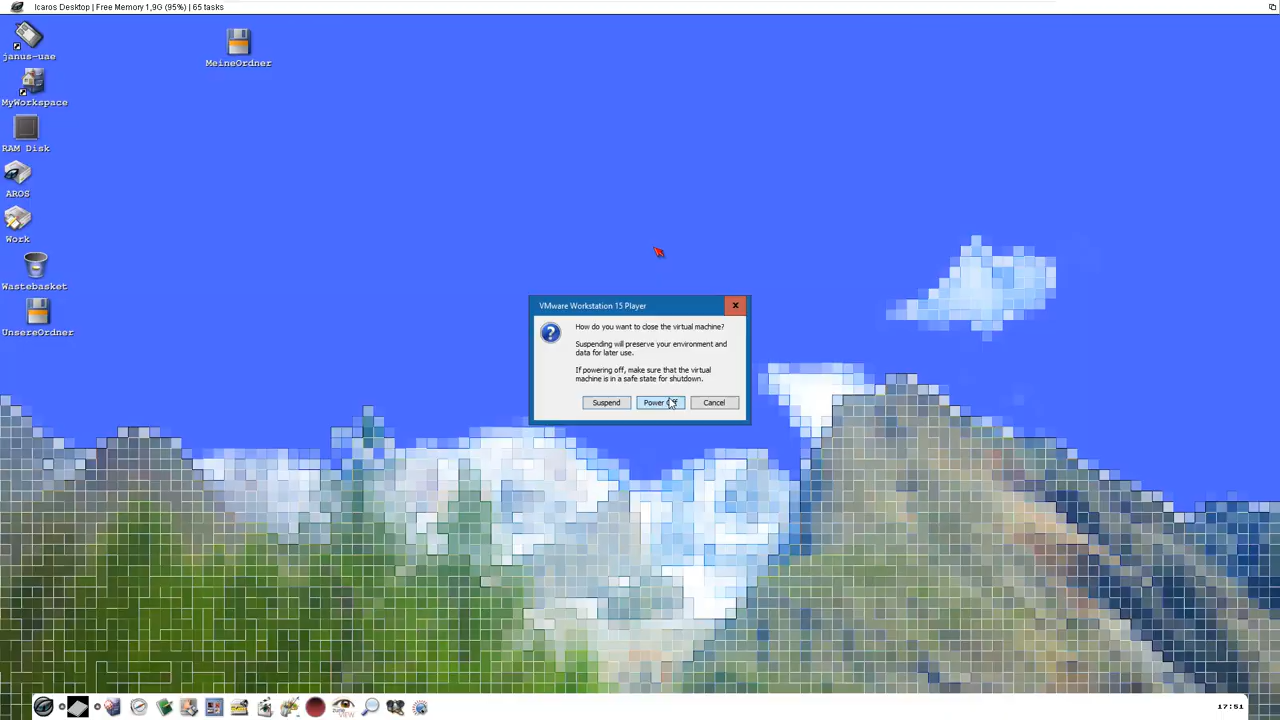 Icaros Desktop | Free Memory 1,9G (95%) | 65 tasks
janus-uae
MeineOrdner
MyWorkspace
RAM Disk
AROS
Work
Wastebasket
UnsereOrdner
VMware Workstation 15 Player
How do you want to close the virtual machine?
Suspending will preserve your environment and
data for later use.
If powering off, make sure that the virtual
machine is in a safe state for shutdown.
Suspend
Power Off
Cancel
17:51